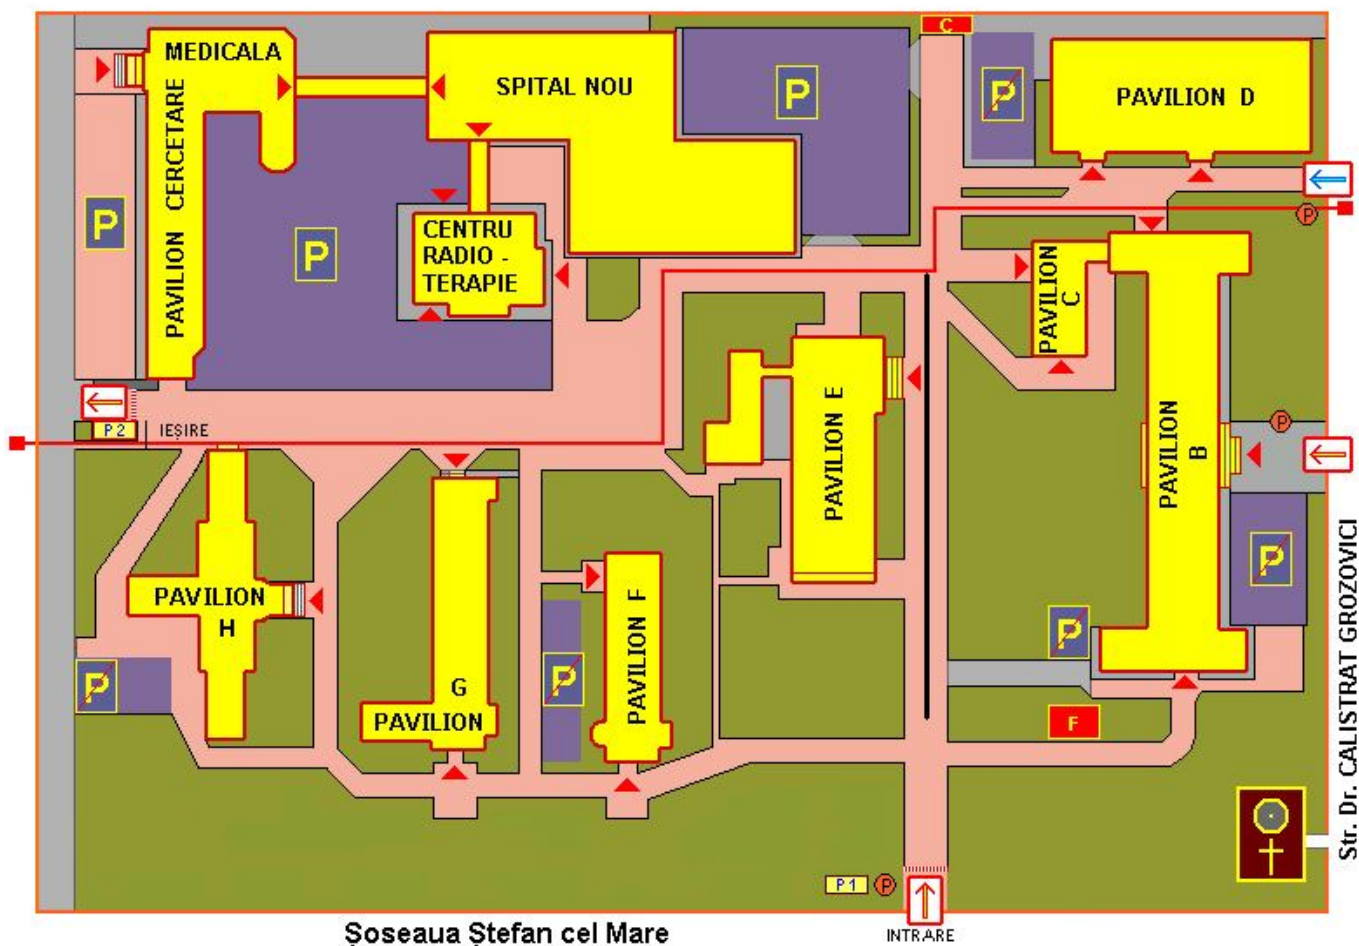 C
MEDICALA
PAVILION CERCETARE
SPITAL NOU
P
P
PAVILION D
P
P
CENTRU
RADIO -
TERAPIE
P
PAVILION
C
P2
IEȘIRE
PAVILION E
PAVILION
B
P
P
PAVILION
H
P
G
PAVILION
P
PAVILION F
P
P
F
Str. Dr. CALISTRAT GROZOVICI
P1
P
INTRARE
Șoseaua Ștefan cel Mare